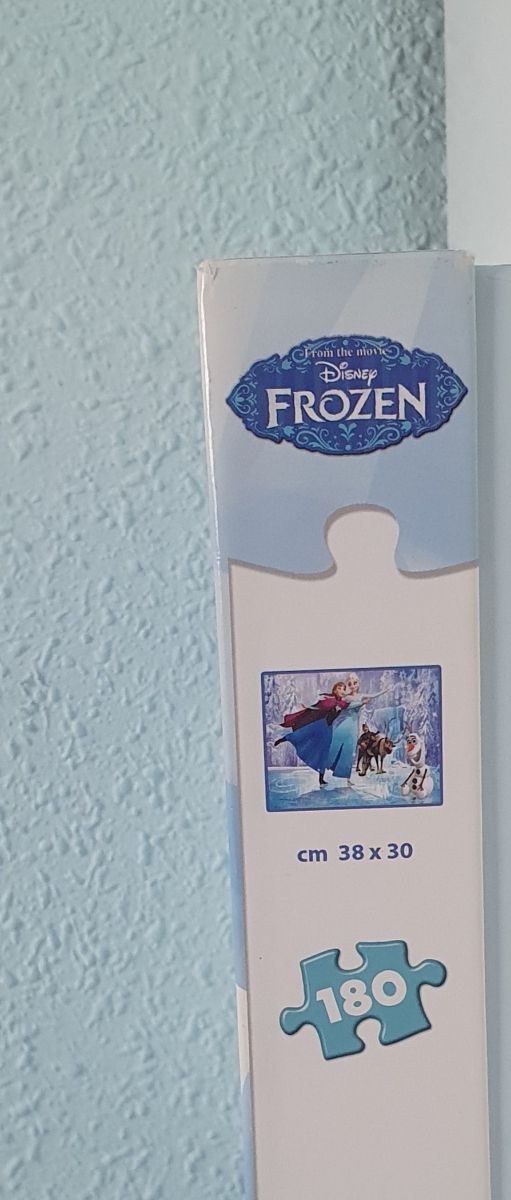 From the movie
Disney
FROZEN
cm 38 x 30
180